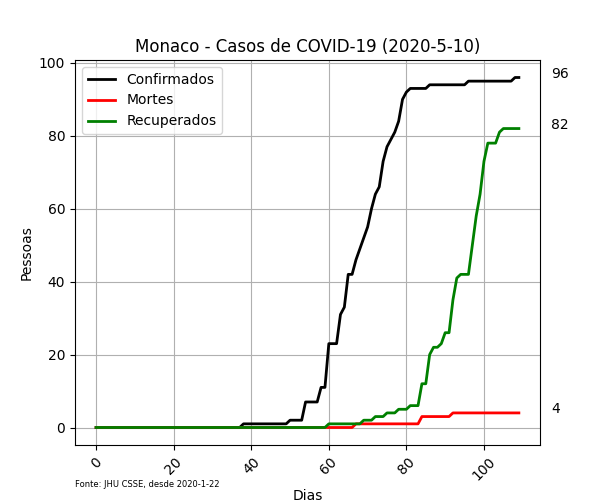 Monaco - Casos de COVID-19 (2020-5-10)
Confirmados
Mortes
Recuperados
100
80
60
40
20
0
Pessoas
96
82
4
0
20
40
60
80
100
Fonte: JHU CSSE, desde 2020-1-22
Dias